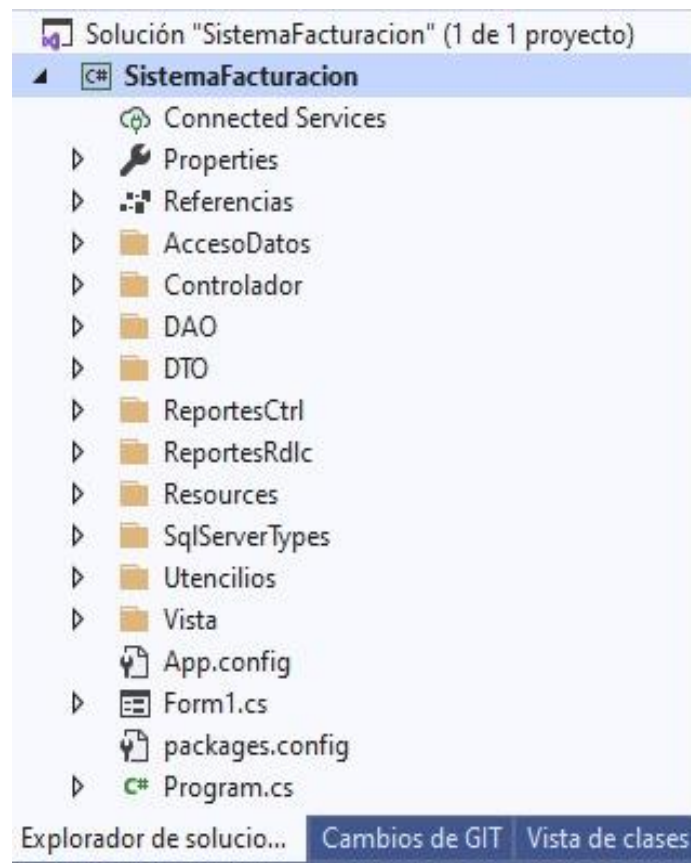 Solución "SistemaFacturacion" (1 de 1 proyecto)
C# SistemaFacturacion
Connected Services
Properties
Referencias
AccesoDatos
Controlador
DAO
DTO
ReportesCtrl
ReportesRdlc
Resources
SqlServerTypes
Utencilios
Vista
App.config
Form1.cs
packages.config
C# Program.cs
Explorador de solucio... Cambios de GIT Vista de clases